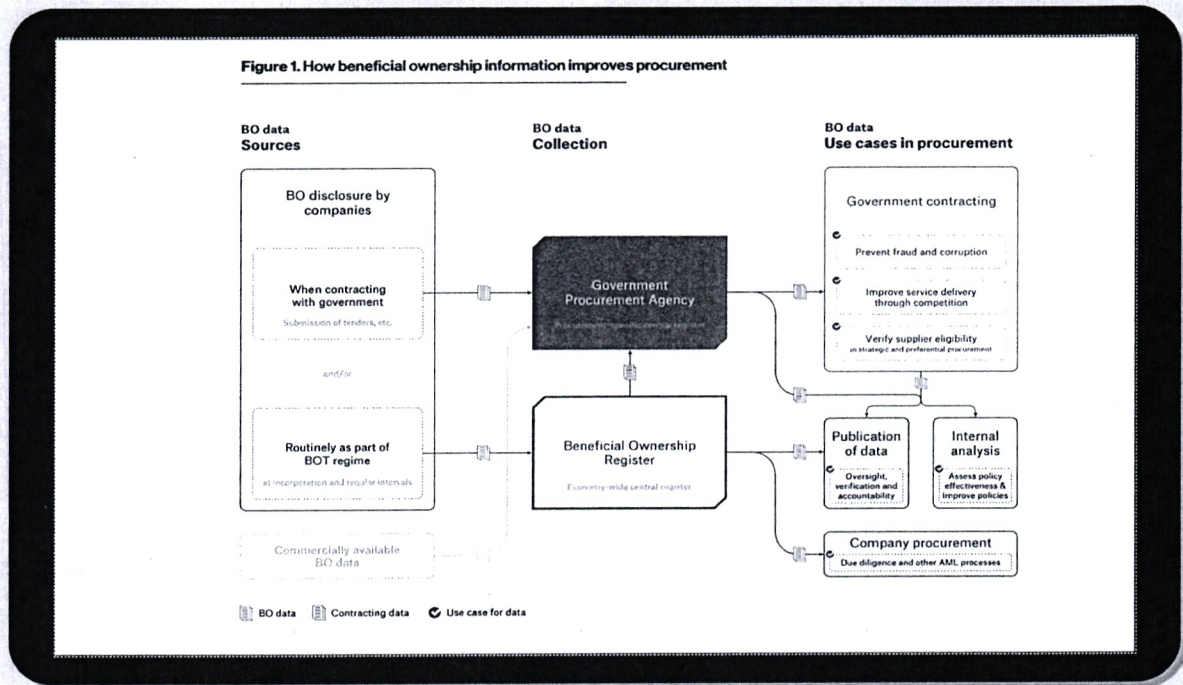 Figure 1. How beneficial ownership information improves procurement
BO data
Sources
BO disclosure by
companies
When contracting
with government
Submission of tenders, etc.
and/or
Routinely as part of
BOT regime
at incorporation and regular intervals
Commercially available
BO data
BO data
Collection
Government
Procurement Agency
Procurement-specific central register
Beneficial Ownership
Register
Economy-wide central register
BO data
Use cases in procurement
Government contracting
Prevent fraud and corruption
Improve service delivery
through competition
Verify supplier eligibility
in strategic and preferential procurement
Publication
of data
Oversight,
verification and
accountability
Internal
analysis
Assess policy
effectiveness &
improve policies
Company procurement
Due diligence and other AML processes
BO data
Contracting data
Use case for data